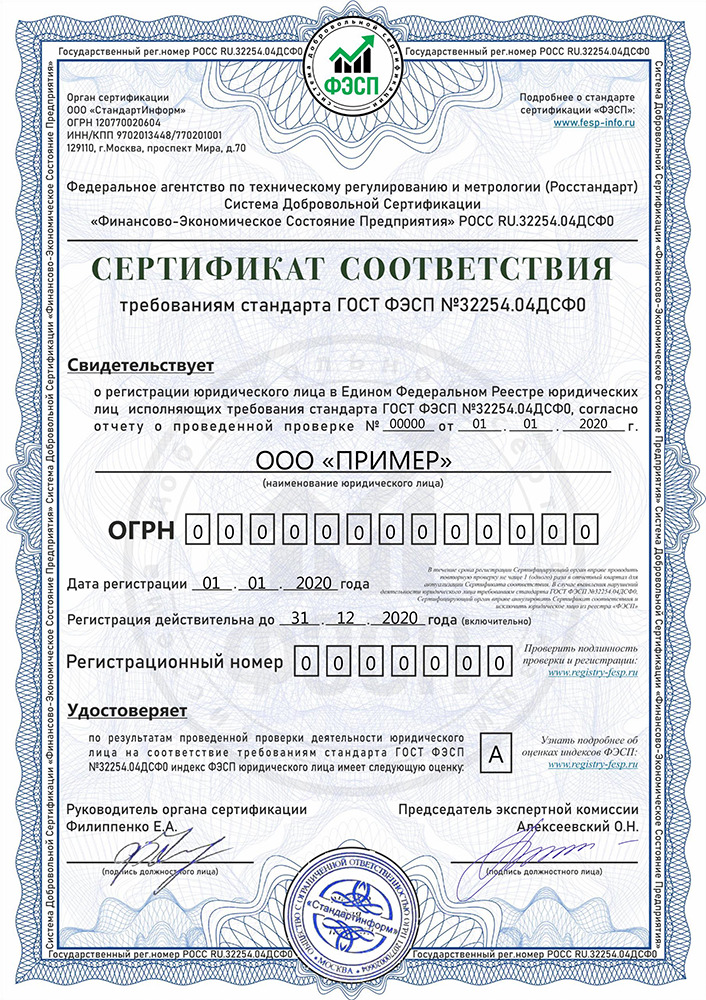 Государственный рег.номер РОСС RU.32254.04ДСФ0
Государственный рег.номер РОСС RU.32254.04ДСФ0
система добровольной сертификации
ФЭСП
Орган сертификации
ООО «СтандартИнформ»
ОГРН 120770020604
ИНН/КПП 9702013448/770201001
129110, г.Москва, проспект Мира, д.70
Подробнее о стандарте
сертификации «ФЭСП»:
www.fesp-info.ru
Федеральное агентство по техническому регулированию и метрологии (Росстандарт)
Система Добровольной Сертификации
«Финансово-Экономическое Состояние Предприятия» РОСС RU.32254.04ДСФ0
СЕРТИФИКАТ СООТВЕТСТВИЯ
требованиям стандарта ГОСТ ФЭСП №32254.04ДСФ0
Свидетельствует
о регистрации юридического лица в Едином Федеральном Реестре юридических
лиц исполняющих требования стандарта ГОСТ ФЭСП №32254.04ДСФ0, согласно
отчету о проведенной проверке № 00000 от 01 . 01 . 2020 г.
ООО «ПРИМЕР»
(наименование юридического лица)
ОГРН 0 0 0 0 0 0 0 0 0 0 0 0 0
Дата регистрации 01 . 01 . 2020 года
В течение срока регистрации Сертифицирующий орган вправе проводить
повторную проверку не чаще 1 (одного) раза в отчетный квартал для
актуализации Сертификата соответствия. В случае выявления нарушений
деятельности юридического лица требованиям стандарта ГОСТ ФЭСП №32254.04ДСФ0,
Сертифицирующий орган вправе аннулировать Сертификат соответствия и
исключить юридическое лицо из реестра «ФЭСП»
Регистрация действительна до 31 . 12 . 2020 года (включительно)
Регистрационный номер 0 0 0 0 0 0 0
Проверить подлинность
проверки и регистрации:
www.registry-fesp.ru
Удостоверяет
по результатам проведенной проверки деятельности юридического
лица на соответствие требованиям стандарта ГОСТ ФЭСП
№32254.04ДСФ0 индекс ФЭСП юридического лица имеет следующую оценку:
А
Узнать подробнее об
оценках индексов ФЭСП:
www.registry-fesp.ru
Руководитель органа сертификации
Филиппенко Е.А.
(подпись должностного лица)
Председатель экспертной комиссии
Алексеевский О.Н.
(подпись должностного лица)
ОБЩЕСТВО С ОГРАНИЧЕННОЙ ОТВЕТСТВЕННОСТЬЮ
«Стандартинформ»
МОСКВА
Государственный рег.номер РОСС RU.32254.04ДСФ0
Государственный рег.номер РОСС RU.32254.04ДСФ0
Система Добровольной Сертификации «Финансово-Экономическое Состояние Предприятия» Система Добровольной Сертификации «Финансово-Экономическое Состояние Предприятия»
Система Добровольной Сертификации «Финансово-Экономическое Состояние Предприятия» Система Добровольной Сертификации «Финансово-Экономическое Состояние Предприятия»